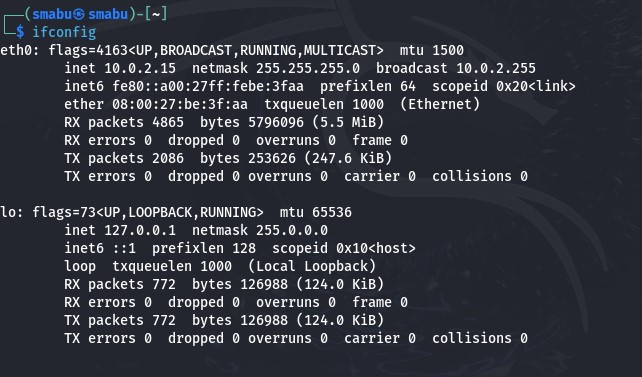 ┌──(smabu㉿smabu)-[~]
└─$ ifconfig
eth0: flags=4163<UP,BROADCAST,RUNNING,MULTICAST>  mtu 1500
        inet 10.0.2.15  netmask 255.255.255.0  broadcast 10.0.2.255
        inet6 fe80::a00:27ff:febe:3faa  prefixlen 64  scopeid 0x20<link>
        ether 08:00:27:be:3f:aa  txqueuelen 1000  (Ethernet)
        RX packets 4865  bytes 5796096 (5.5 MiB)
        RX errors 0  dropped 0  overruns 0  frame 0
        TX packets 2086  bytes 253626 (247.6 KiB)
        TX errors 0  dropped 0 overruns 0  carrier 0  collisions 0

lo: flags=73<UP,LOOPBACK,RUNNING>  mtu 65536
        inet 127.0.0.1  netmask 255.0.0.0
        inet6 ::1  prefixlen 128  scopeid 0x10<host>
        loop  txqueuelen 1000  (Local Loopback)
        RX packets 772  bytes 126988 (124.0 KiB)
        RX errors 0  dropped 0  overruns 0  frame 0
        TX packets 772  bytes 126988 (124.0 KiB)
        TX errors 0  dropped 0 overruns 0  carrier 0  collisions 0